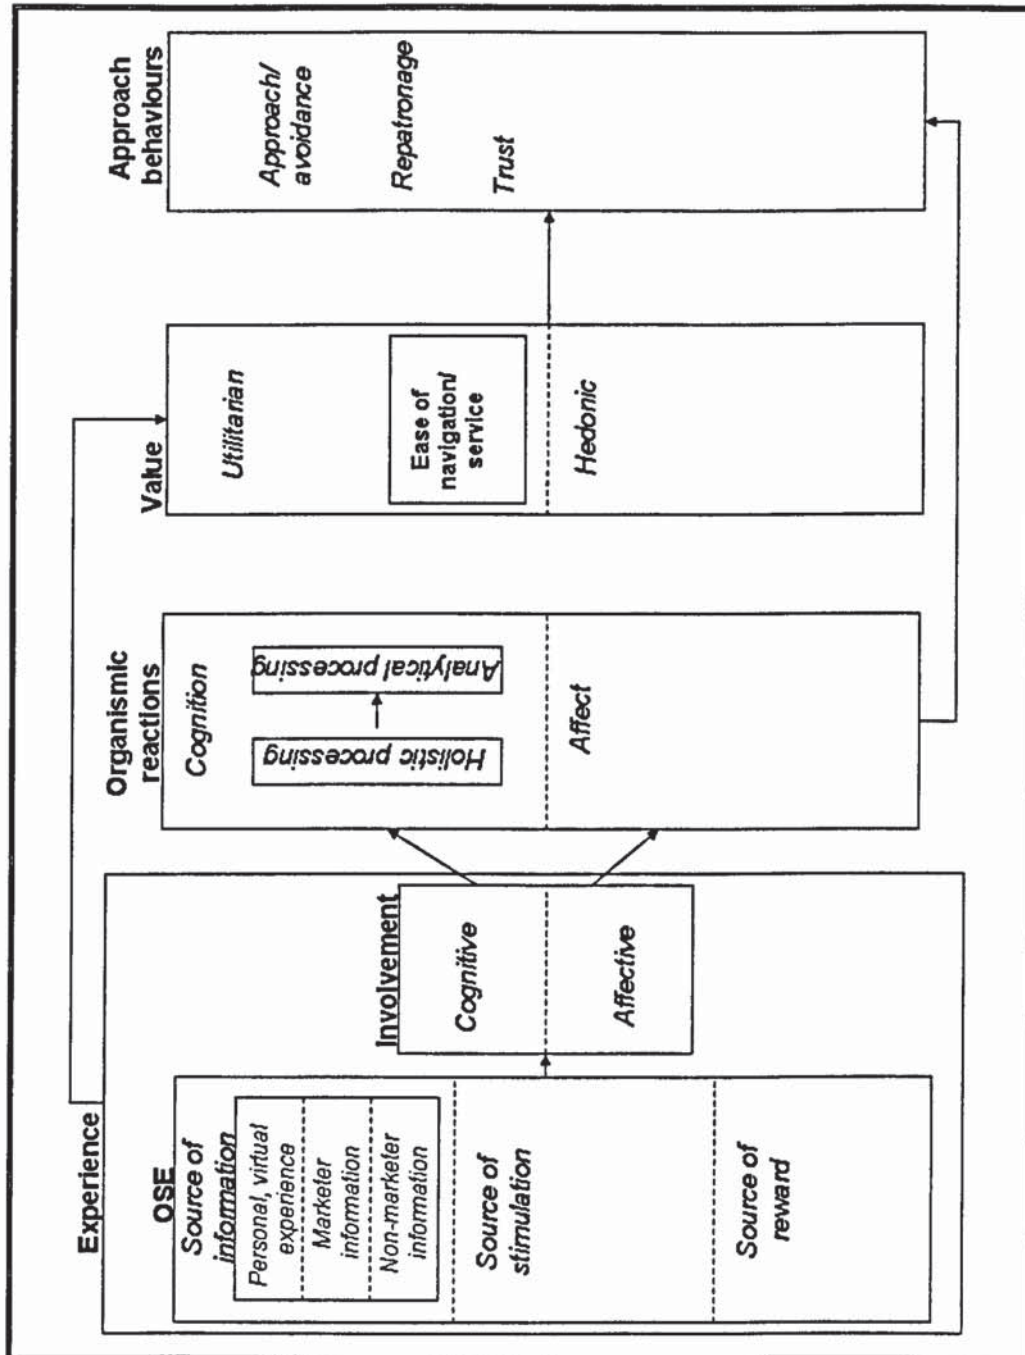 Experience
OSE
Source of
information
Personal, virtual
experience
Marketer
information
Non-marketer
information
Source of
stimulation
Source of
reward
Involvement
Cognitive
Affective
Organismic
reactions
Cognition
Holistic processing
Analytical processing
Affect
Value
Utilitarian
Ease of
navigation/
service
Hedonic
Approach
behaviours
Approach/
avoidance
Repatronage
Trust